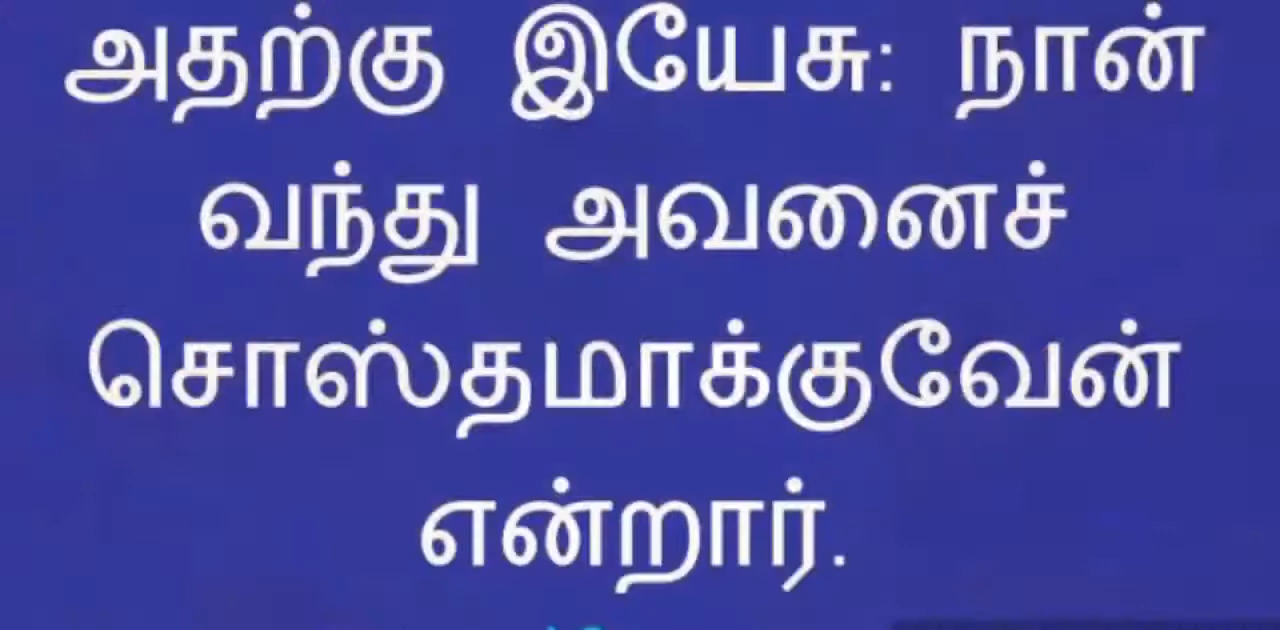 அதற்கு இயேசு: நான்
வந்து அவனைச்
சொஸ்தமாக்குவேன்
என்றார்.